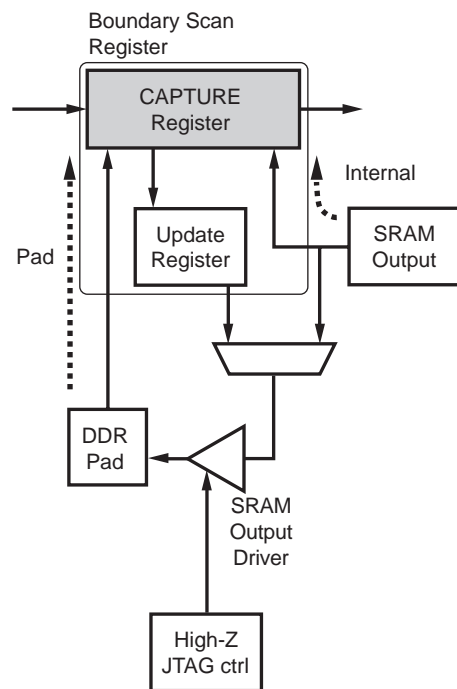 Boundary Scan
Register
CAPTURE
Register
Internal
Update
Register
SRAM
Output
Pad
DDR
Pad
SRAM
Output
Driver
High-Z
JTAG ctrl